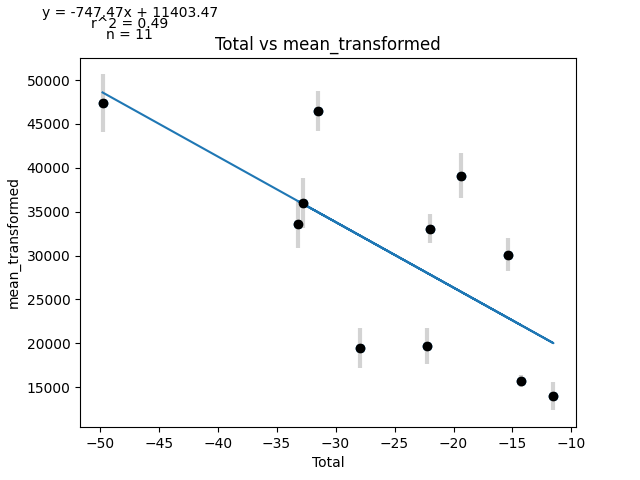 y = -747.47x + 11403.47
r^2 = 0.49
n = 11
Total vs mean_transformed
50000
45000
40000
35000
30000
25000
20000
15000
mean_transformed
−50 −45 −40 −35 −30 −25 −20 −15 −10
Total